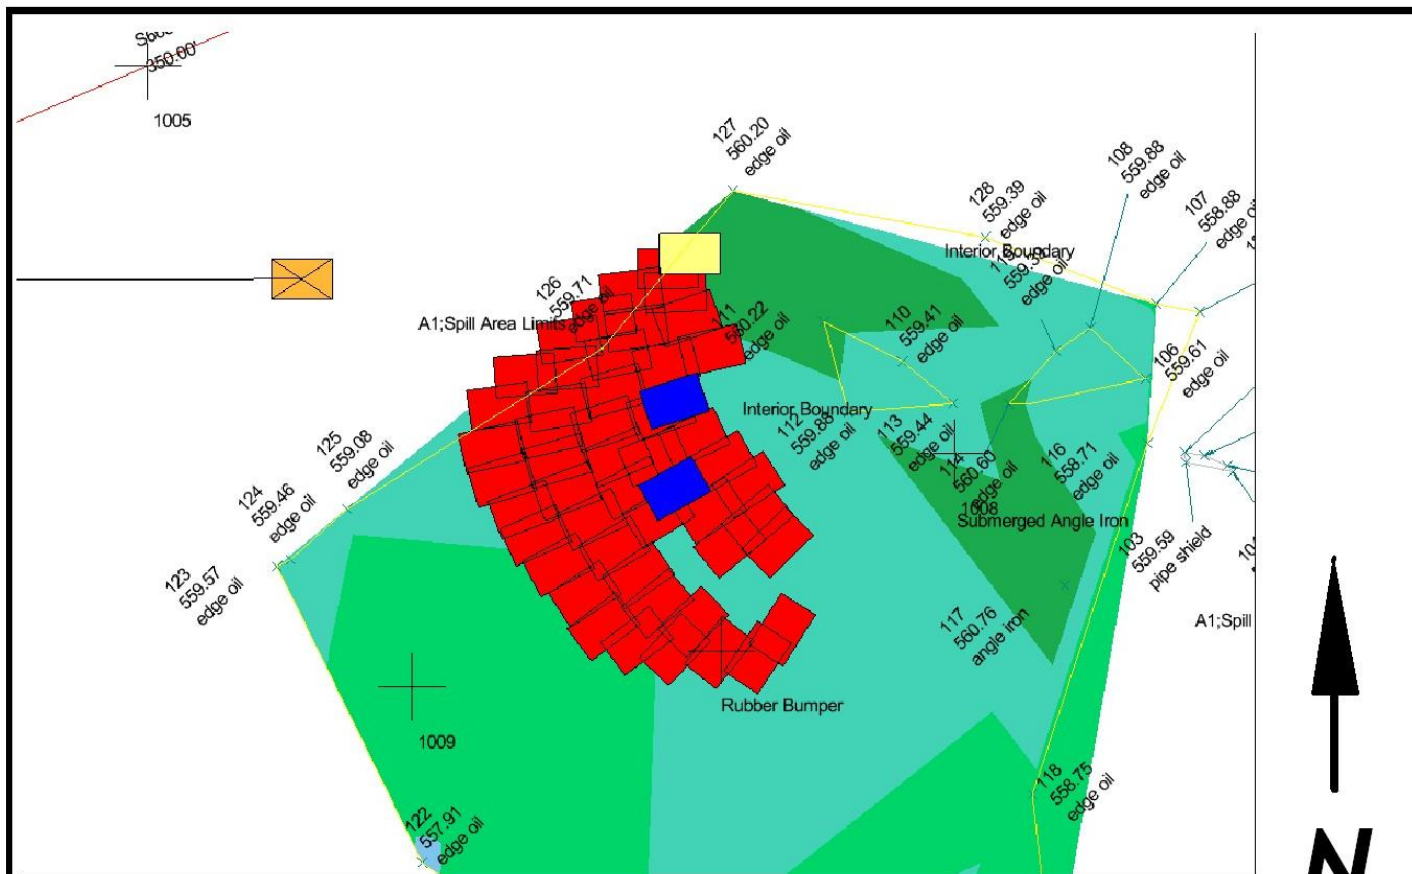 350.00'
1005
127
560.20
edge oil
108
559.88
edge oil
128
559.39
edge oil
107
558.88
edge oil
Interior Boundary
126
559.71
edge oil
A1;Spill Area Limits
560.22
edge oil
110
559.41
edge oil
106
559.61
edge oil
Interior Boundary
112
559.88
edge oil
113
559.44
edge oil
114
560.60
edge oil
1008
116
558.71
edge oil
Submerged Angle Iron
125
559.08
edge oil
124
559.46
edge oil
123
559.57
edge oil
103
559.59
pipe shield
117
560.76
angle iron
A1;Spill
Rubber Bumper
1009
118
558.75
edge oil
122
557.91
edge oil
N